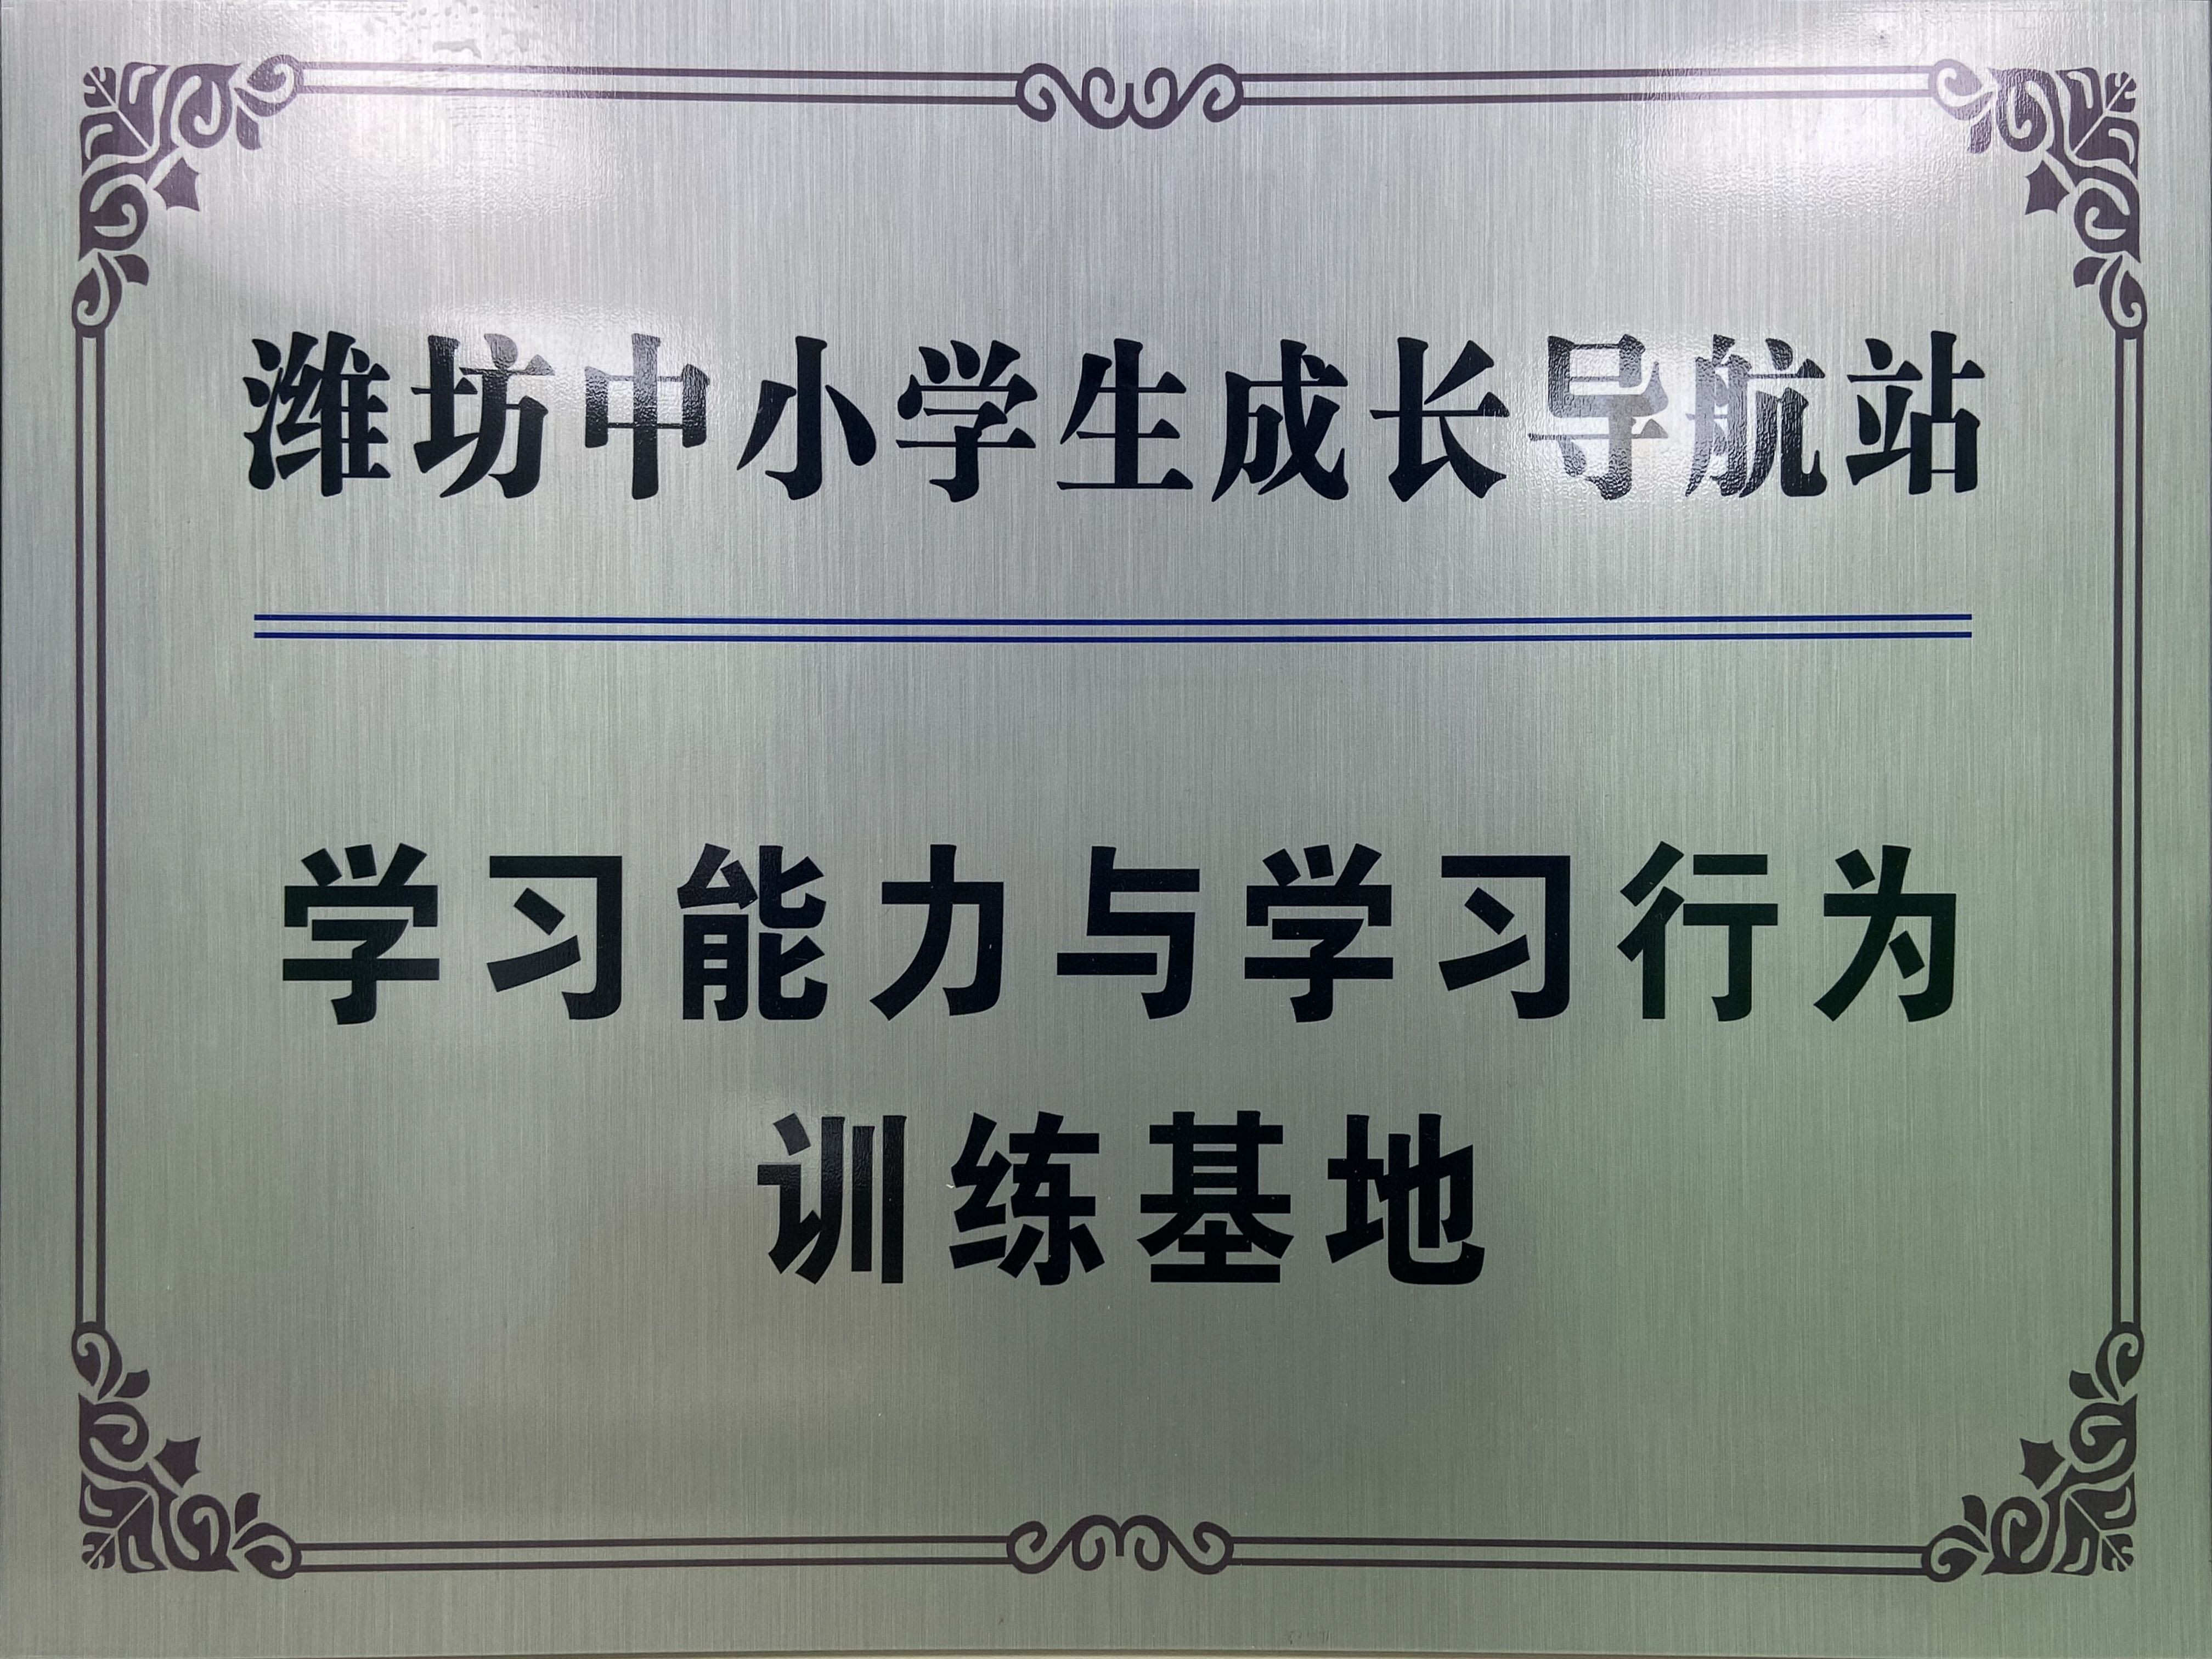 潍坊中小学生成长导航站
学习能力与学习行为
训练基地